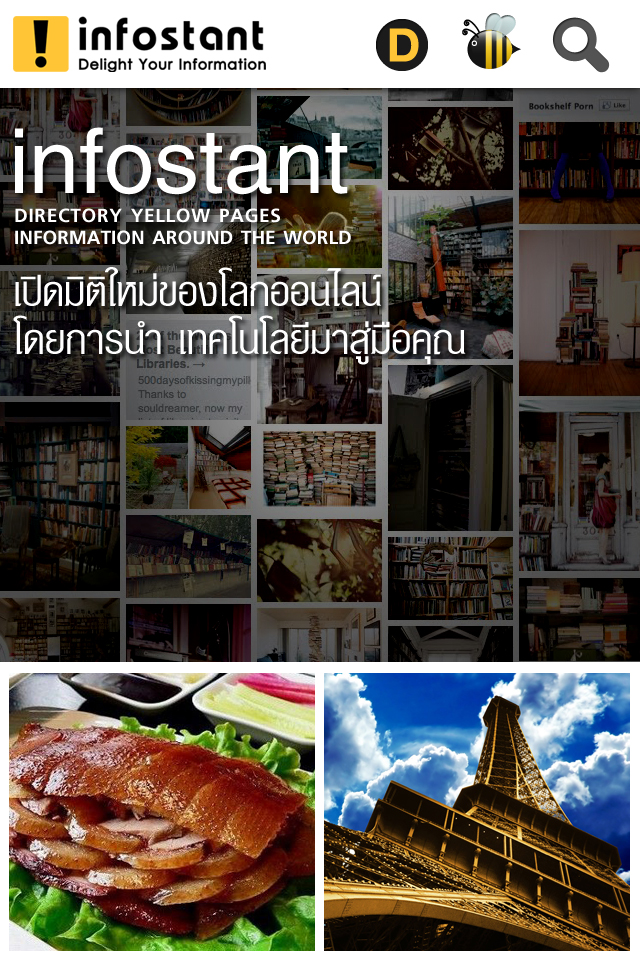 infostant
Delight Your Information
D
Bookshelf Porn
Like
infostant
DIRECTORY YELLOW PAGES
INFORMATION AROUND THE WORLD
เปิดมิติใหม่ของโลกออนไลน์
โดยการนำ เทคโนโลยีมาสู่มือคุณ
Libraries. →
500daysofkissingmypill
Thanks to
souldreamer, now my